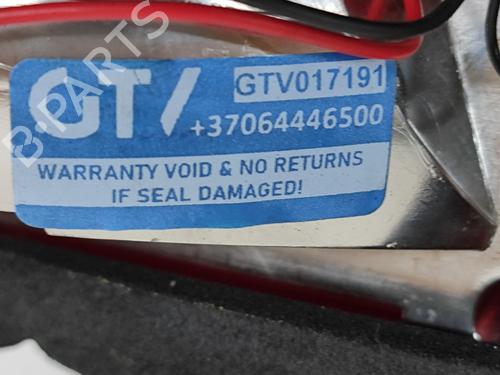 GTV
GTV017191
+37064446500
WARRANTY VOID & NO RETURNS
IF SEAL DAMAGED!
B-PARTS